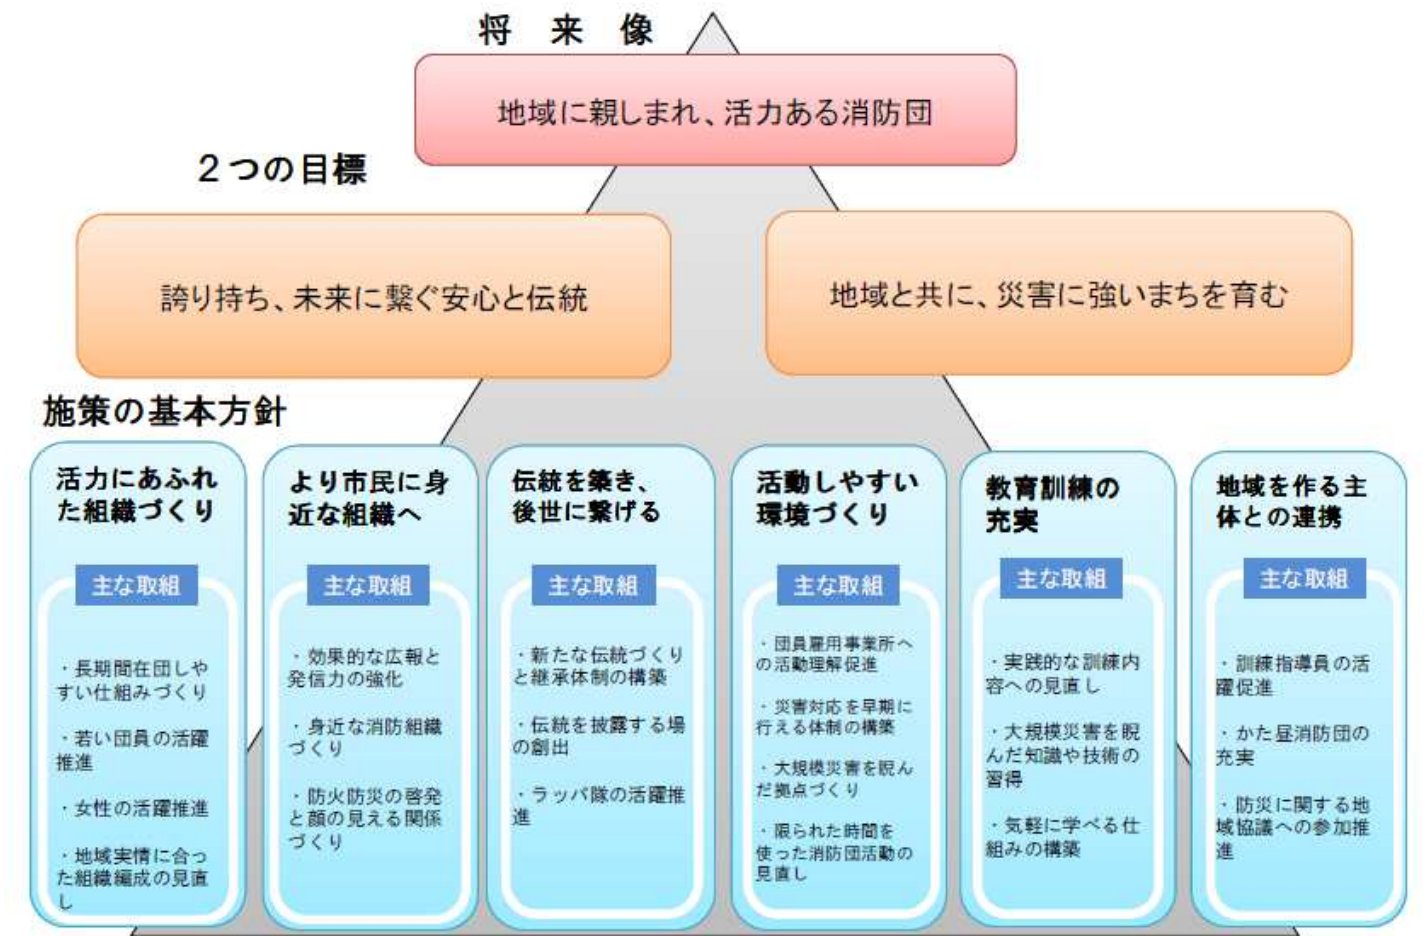 将来像
地域に親しまれ、活力ある消防団
２つの目標
誇り持ち、未来に繋ぐ安心と伝統
地域と共に、災害に強いまちを育む
施策の基本方針
活力にあふれ
た組織づくり
主な取組
・長期間在団しや
すい仕組みづくり
・若い団員の活躍
推進
・女性の活躍推進
・地域実情に合っ
た組織編成の見直
し
より市民に身
近な組織へ
主な取組
・効果的な広報と
発信力の強化
・身近な消防組織
づくり
・防火防災の啓発
と顔の見える関係
づくり
伝統を築き、
後世に繋げる
主な取組
・新たな伝統づくり
と継承体制の構築
・伝統を披露する場
の創出
・ラッパ隊の活躍推
進
活動しやすい
環境づくり
主な取組
・団員雇用事業所へ
の活動理解促進
・災害対応を早期に
行える体制の構築
・大規模災害を睨ん
だ拠点づくり
・限られた時間を
使った消防団活動の
見直し
教育訓練の
充実
主な取組
・実践的な訓練内
容への見直し
・大規模災害を睨
んだ知識や技術の
習得
・気軽に学べる仕
組みの構築
地域を作る主
体との連携
主な取組
・訓練指導員の活
躍促進
・かた昼消防団の
充実
・防災に関する地
域協議への参加推
進